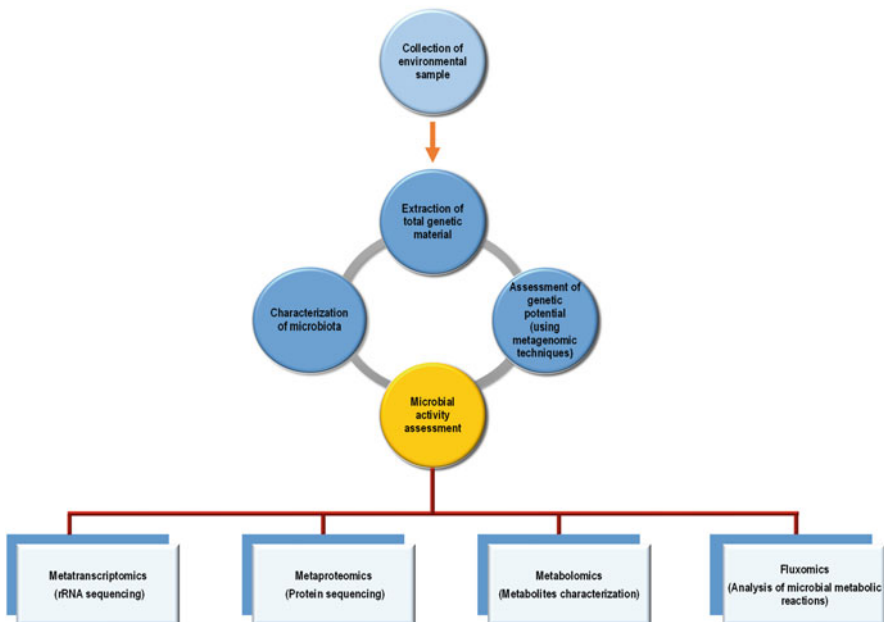 Collection of
environmental
sample
Extraction of
total genetic
material
Characterization
of microbiota
Assessment of
genetic
potential
(using
metagenomic
techniques)
Microbial
activity
assessment
Metatranscriptomics
(rRNA sequencing)
Metaproteomics
(Protein sequencing)
Metabolomics
(Metabolites characterization)
Fluxomics
(Analysis of microbial metabolic
reactions)